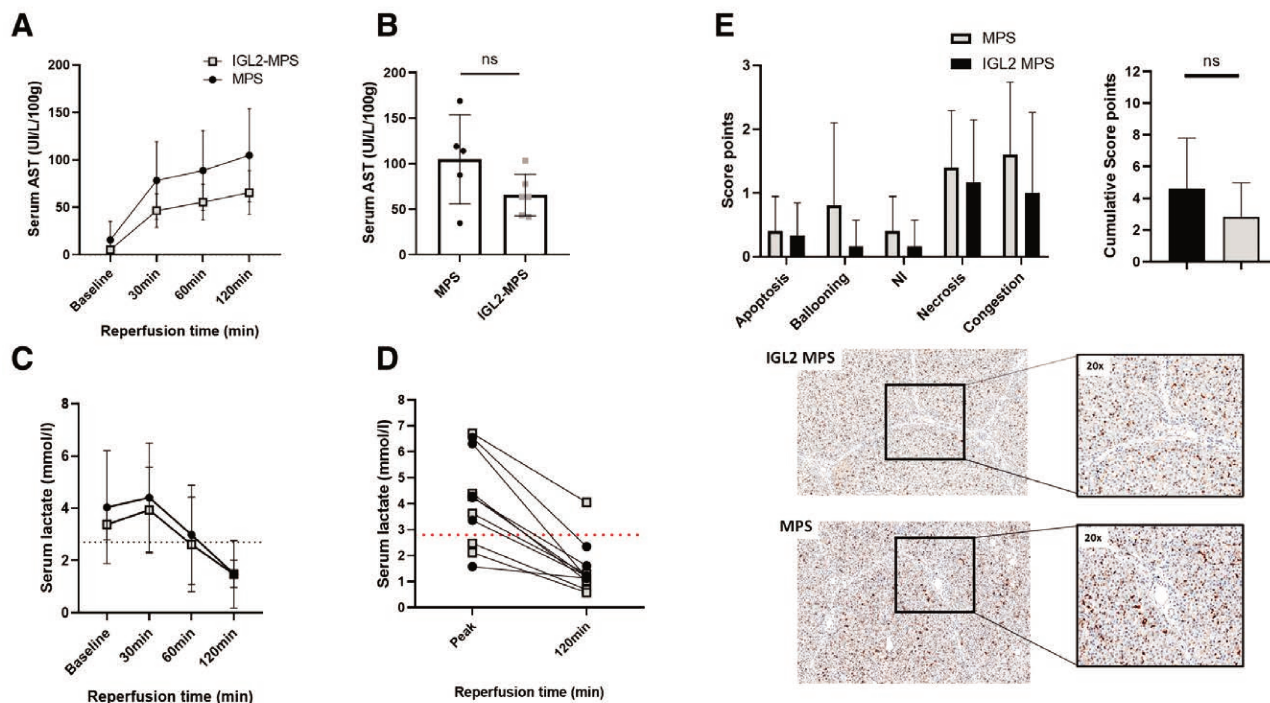 A
IGL2-MPS
MPS
Serum AST (UI/L/100g)
200
150
100
50
0
Baseline
30min
60min
120min
Reperfusion time (min)
B
ns
Serum AST (UI/L/100g)
200
150
100
50
0
MPS
IGL2-MPS
E
MPS
IGL2 MPS
Score points
3
2
1
0
Apoptosis
Ballooning
NI
Necrosis
Congestion
ns
Cumulative Score points
12
10
8
6
4
2
0
C
Serum lactate (mmol/l)
8
6
4
2
0
Baseline
30min
60min
120min
Reperfusion time (min)
D
Serum lactate (mmol/l)
8
7
6
5
4
3
2
1
0
Peak
120min
Reperfusion time (min)
IGL2 MPS
20x
MPS
20x